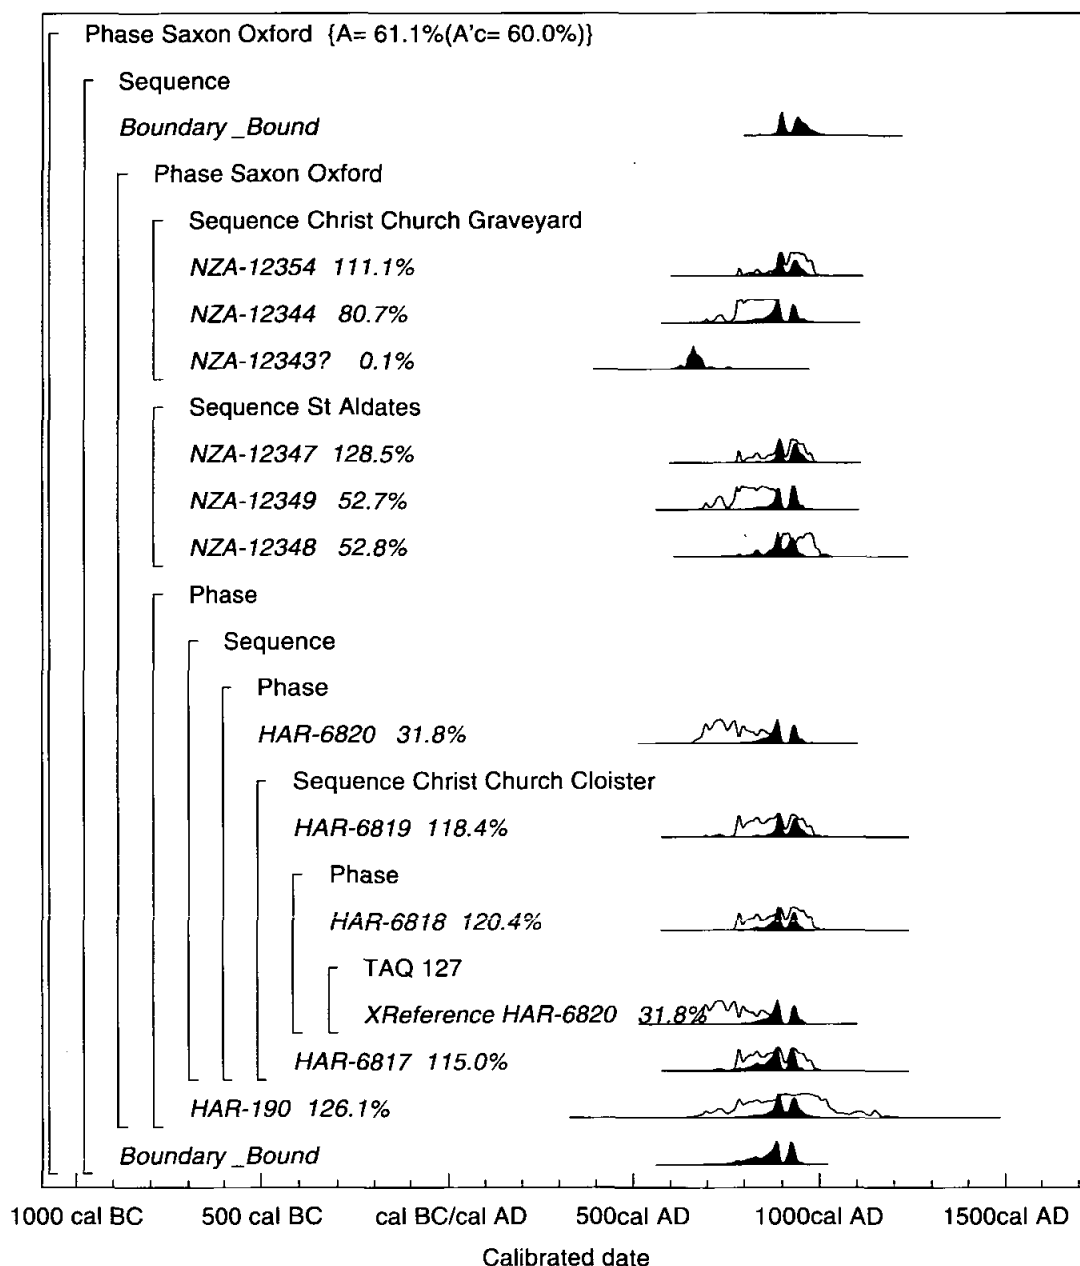 Phase Saxon Oxford {A= 61.1%(A'c= 60.0%)}
Sequence
Boundary _Bound
Phase Saxon Oxford
Sequence Christ Church Graveyard
NZA-12354 111.1%
NZA-12344 80.7%
NZA-12343? 0.1%
Sequence St Aldates
NZA-12347 128.5%
NZA-12349 52.7%
NZA-12348 52.8%
Phase
Sequence
Phase
HAR-6820 31.8%
Sequence Christ Church Cloister
HAR-6819 118.4%
Phase
HAR-6818 120.4%
TAQ 127
XReference HAR-6820 31.8%
HAR-6817 115.0%
HAR-190 126.1%
Boundary _Bound
1000 cal BC 500 cal BC cal BC/cal AD 500cal AD 1000cal AD 1500cal AD
Calibrated date